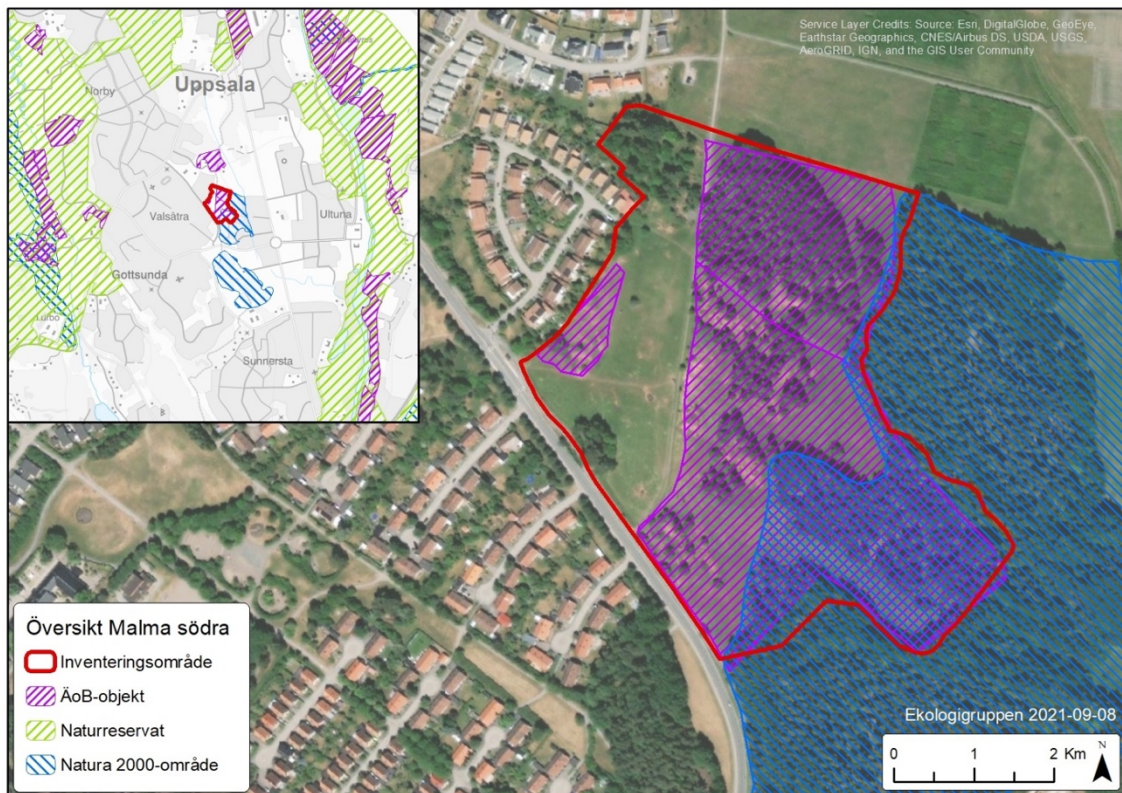 Service Layer Credits: Source: Esri, DigitalGlobe, GeoEye,
Earthstar Geographics, CNES/Airbus DS, USDA, USGS,
AeroGRID, IGN, and the GIS User Community
Uppsala
Norby
Valsätra
Ultuna
Gottsunda
Sunnersta
Översikt Malma södra
Inventeringsområde
ÄoB-objekt
Naturreservat
Natura 2000-område
Ekologigruppen 2021-09-08
0 1 2 Km
N